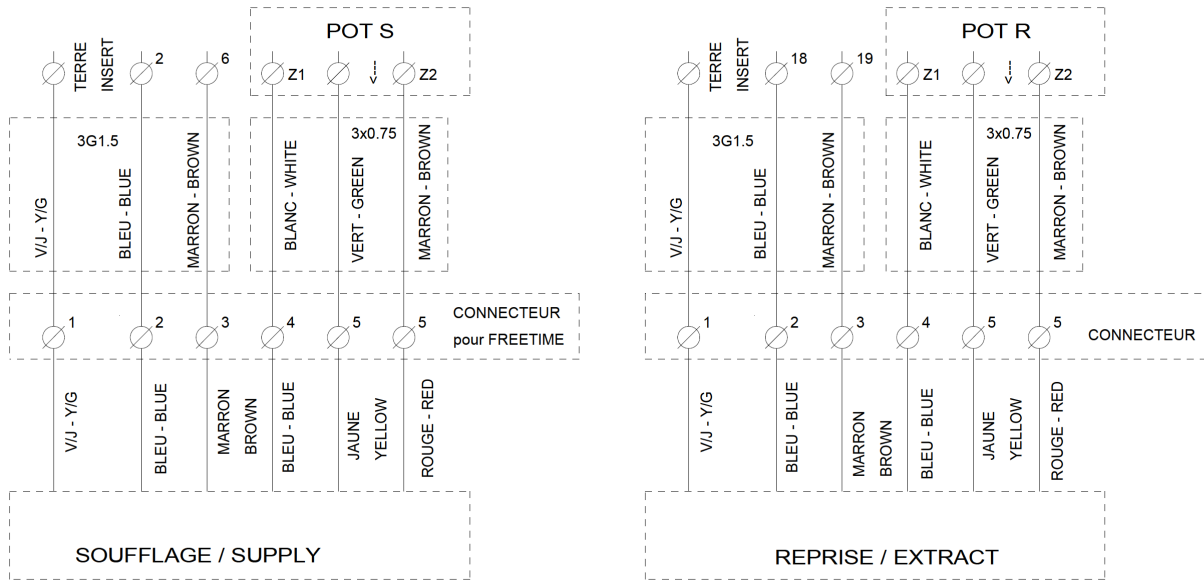 POT S
TERRE
INSERT
2
6
Z1
Z2
3G1.5
3x0.75
V/J - Y/G
BLEU - BLUE
MARRON - BROWN
BLANC - WHITE
VERT - GREEN
MARRON - BROWN
CONNECTEUR
pour FREETIME
1
2
3
4
5
5
V/J - Y/G
BLEU - BLUE
MARRON
BROWN
BLEU - BLUE
JAUNE
YELLOW
ROUGE - RED
SOUFFLAGE / SUPPLY
POT R
TERRE
INSERT
18
19
Z1
Z2
3G1.5
3x0.75
V/J - Y/G
BLEU - BLUE
MARRON - BROWN
BLANC - WHITE
VERT - GREEN
MARRON - BROWN
1
2
3
4
5
5
CONNECTEUR
V/J - Y/G
BLEU - BLUE
MARRON
BROWN
BLEU - BLUE
JAUNE
YELLOW
ROUGE - RED
REPRISE / EXTRACT